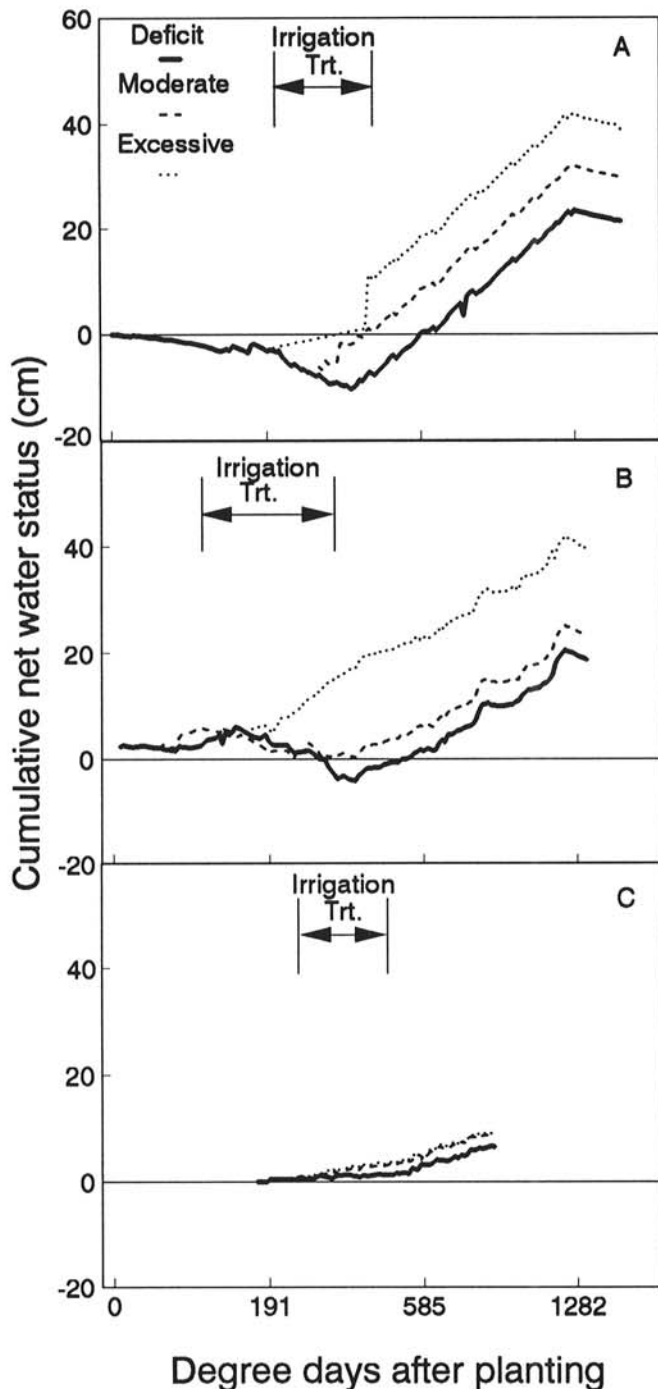 60
Deficit
Irrigation
Trt.
A
Moderate
40
Excessive
20
0
-20
Irrigation
Trt.
B
40
20
0
-20
Irrigation
Trt.
C
40
20
0
-20
0 191 585 1282
Cumulative net water status (cm)
Degree days after planting